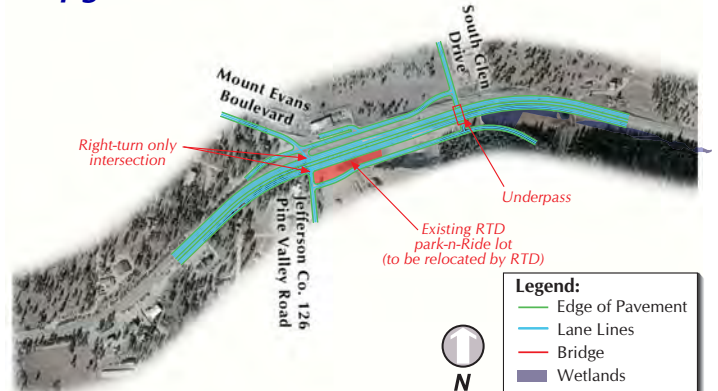 South Glen
Drive
Mount Evans
Boulevard
Right-turn only
intersection
Underpass
Jefferson Co. 126
Pine Valley Road
Existing RTD
park-n-Ride lot
(to be relocated by RTD)
N
Legend:
Edge of Pavement
Lane Lines
Bridge
Wetlands